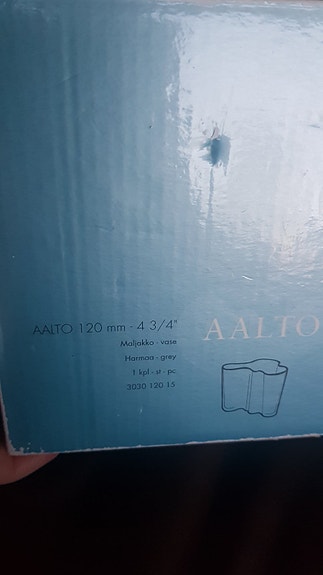 AALTO 120 mm - 4 3/4"
Maljakko - vase
Harmaa - grey
1 kpl - st - pc
3030 120 15
AALTO